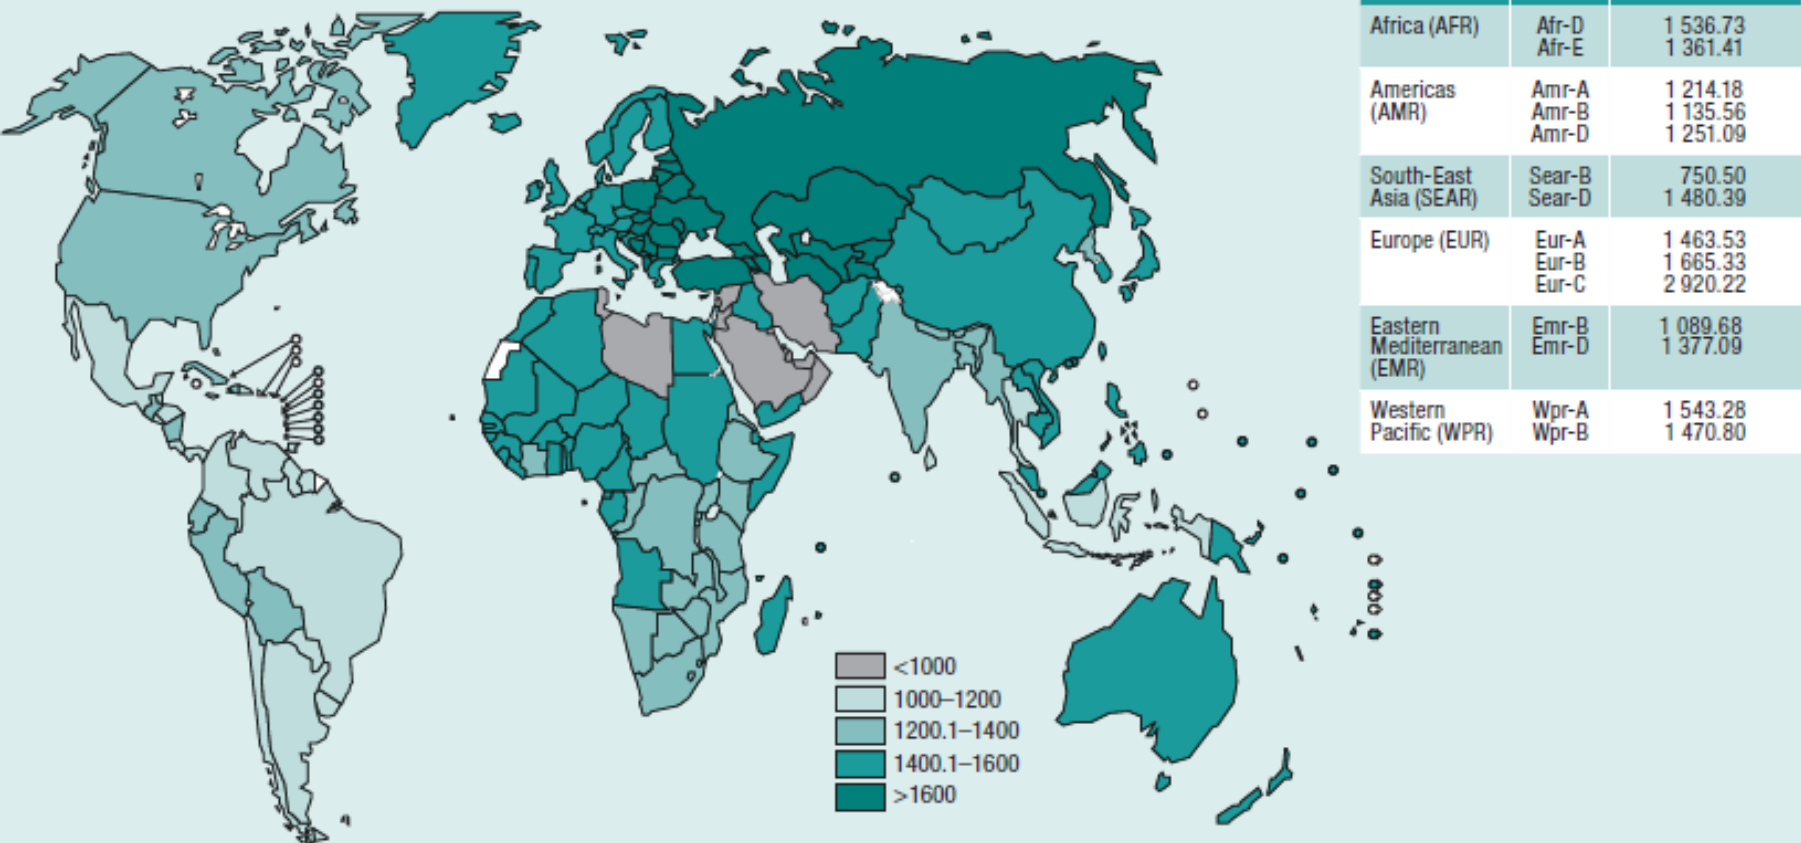 Africa (AFR) Afr-D 1 536.73
Afr-E 1 361.41
Americas Amr-A 1 214.18
(AMR) Amr-B 1 135.56
Amr-D 1 251.09
South-East Sear-B 750.50
Asia (SEAR) Sear-D 1 480.39
Europe (EUR) Eur-A 1 463.53
Eur-B 1 665.33
Eur-C 2 920.22
Eastern Emr-B 1 089.68
Mediterranean Emr-D 1 377.09
(EMR)
Western Wpr-A 1 543.28
Pacific (WPR) Wpr-B 1 470.80
<1000
1000–1200
1200.1–1400
1400.1–1600
>1600